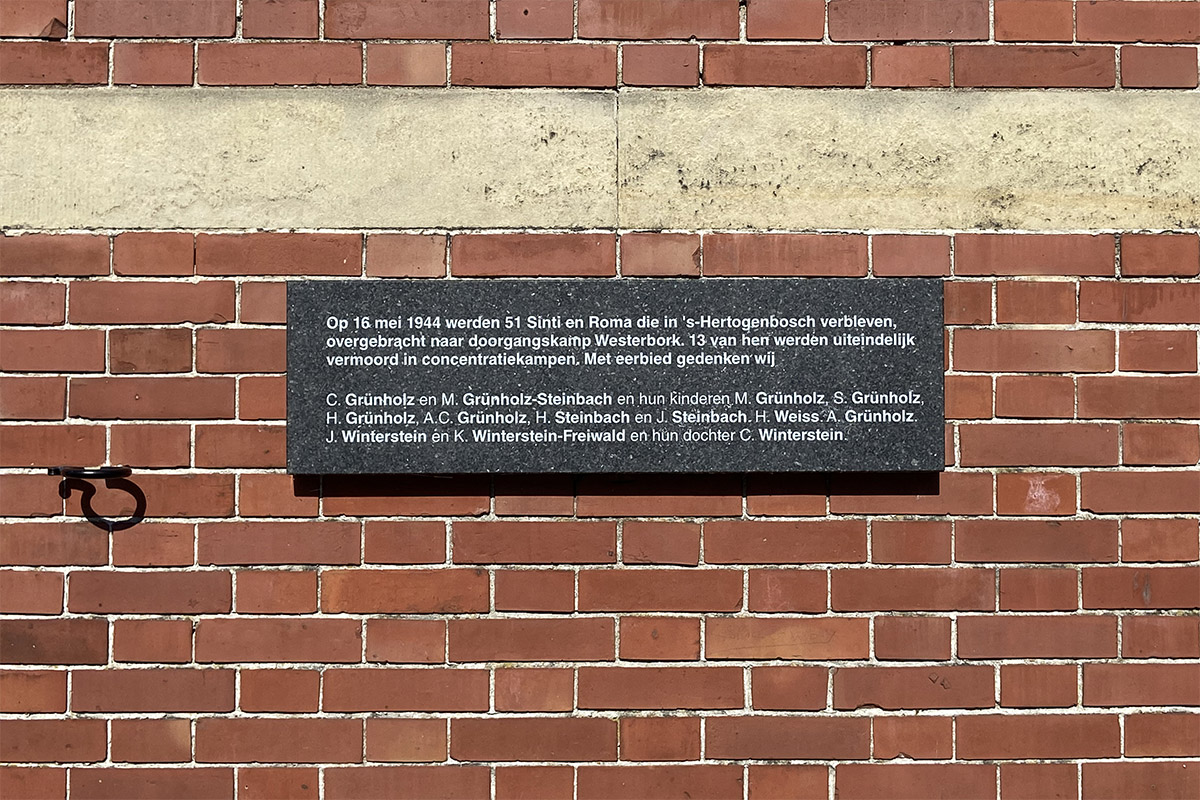 Op 16 mei 1944 werden 51 Sinti en Roma die in 's-Hertogenbosch verbleven,
overgebracht naar doorgangskamp Westerbork. 13 van hen werden uiteindelijk
vermoord in concentratiekampen. Met eerbied gedenken wij
C. Grünholz en M. Grünholz-Steinbach en hun kinderen M. Grünholz, S. Grünholz,
H. Grünholz, A.C. Grünholz, H. Steinbach en J. Steinbach. H. Weiss. A. Grünholz.
J. Winterstein en K. Winterstein-Freiwald en hun dochter C. Winterstein.